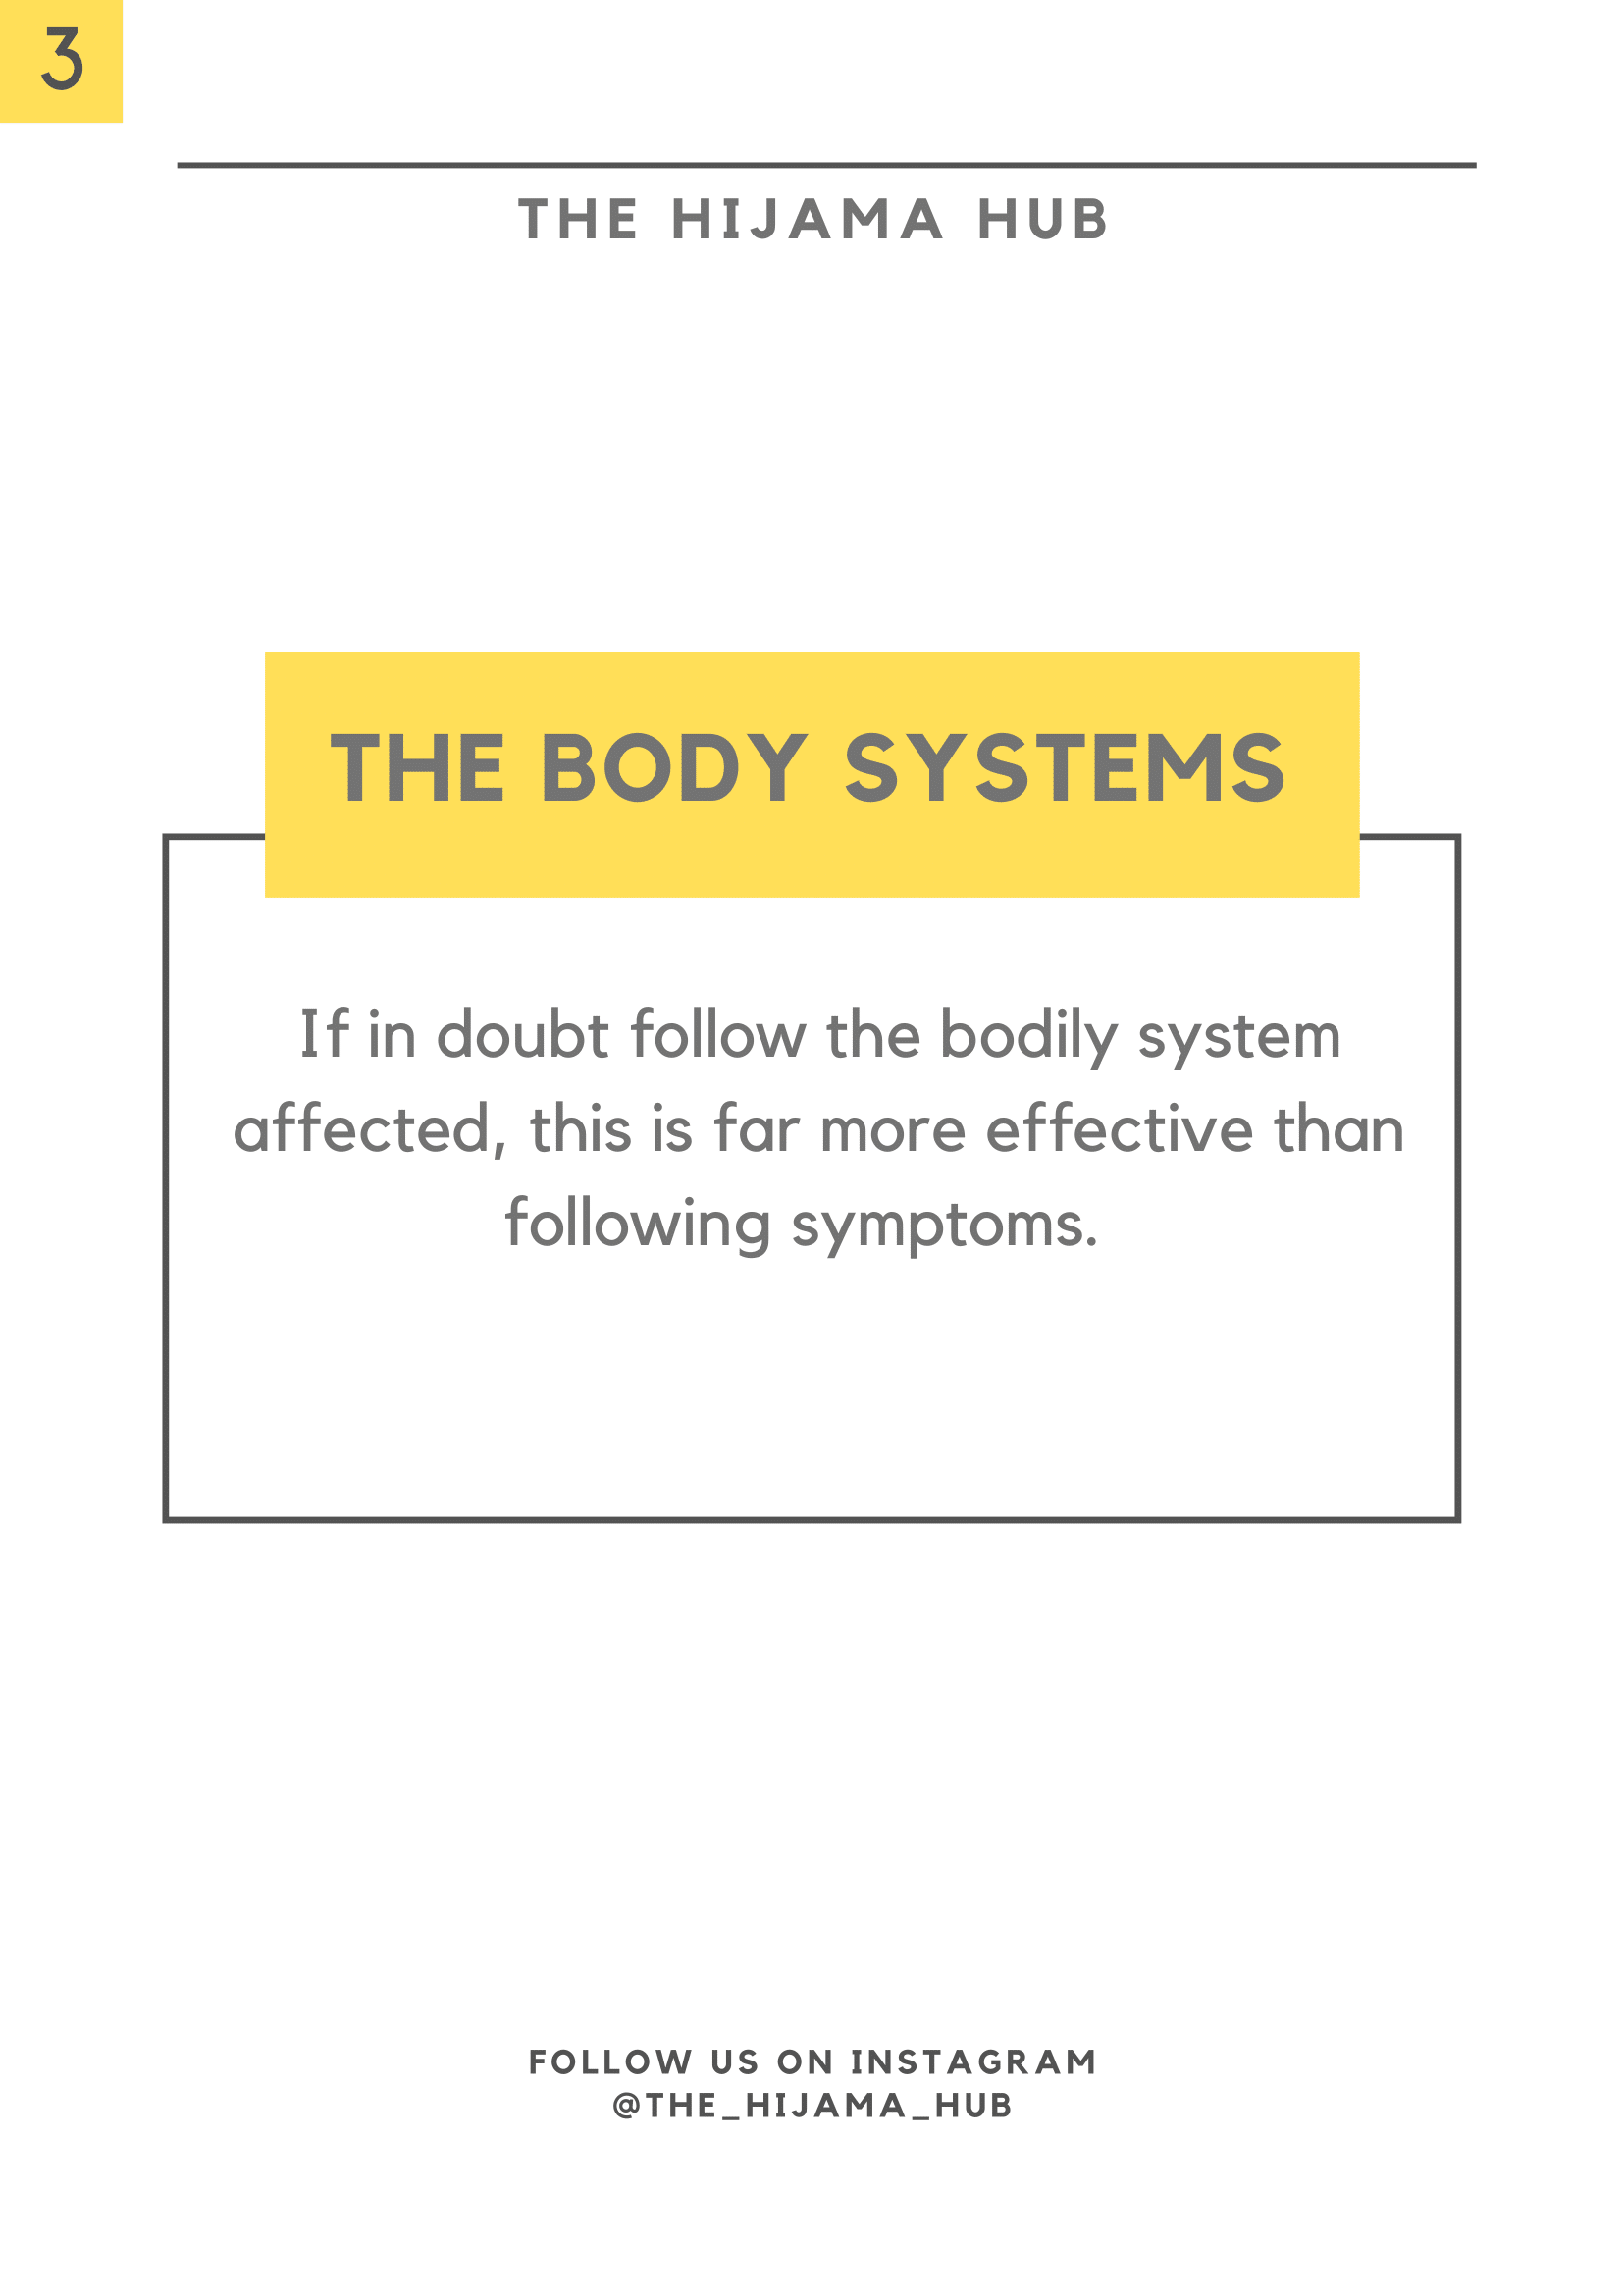 3
THE HIJAMA HUB
THE BODY SYSTEMS
If in doubt follow the bodily system
affected, this is far more effective than
following symptoms.
FOLLOW US ON INSTAGRAM
@THE_HIJAMA_HUB